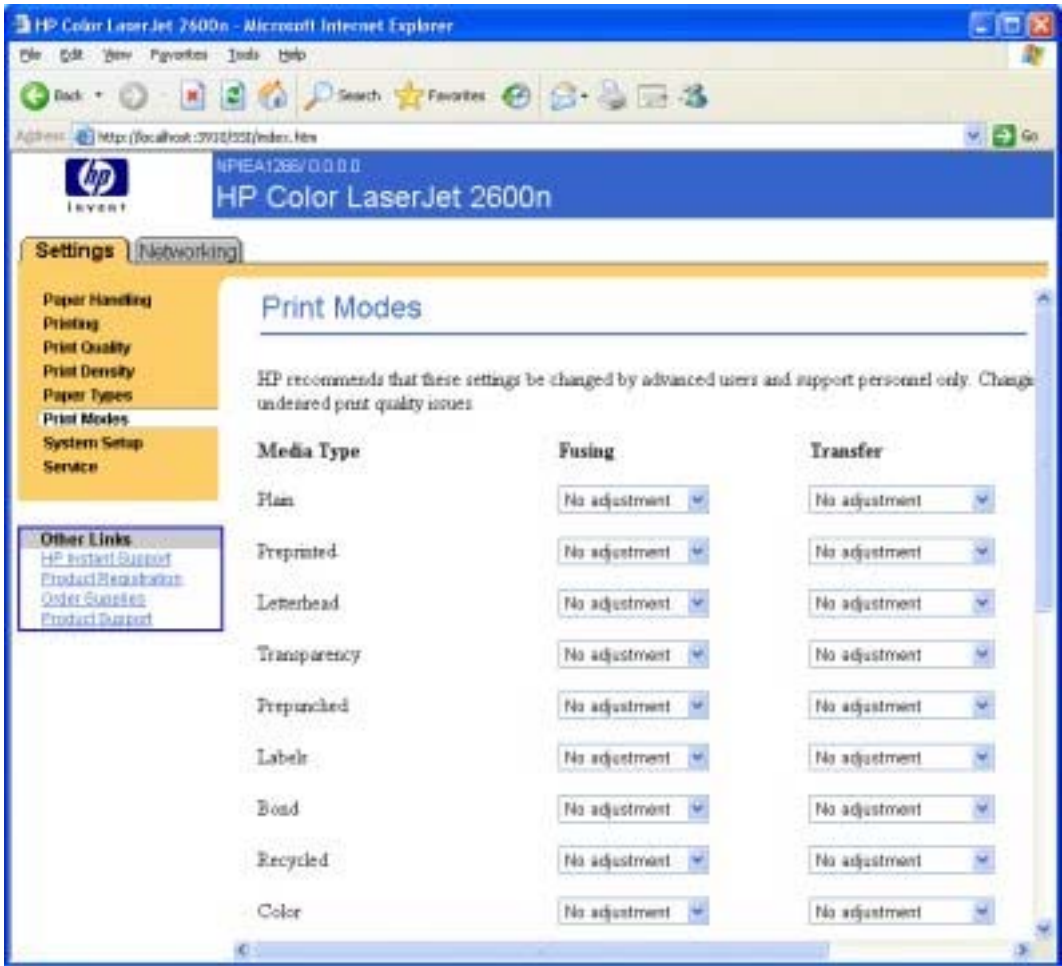 HP Color LaserJet 2600n - Microsoft Internet Explorer
File Edit View Favorites Tools Help
Back Search Favorites
Address http://localhost:5910/SSI/index.htm Go
hp
invent
NPIEA1266/ 0.0.0.0
HP Color LaserJet 2600n
Settings Networking
Paper Handling
Printing
Print Quality
Print Density
Paper Types
Print Modes
System Setup
Service
Other Links
HP Instant Support
Product Registration
Order Supplies
Product Support
Print Modes
HP recommends that these settings be changed by advanced users and support personnel only. Changi
undesired print quality issues
Media Type Fusing Transfer
Plain No adjustment No adjustment
Preprinted No adjustment No adjustment
Letterhead No adjustment No adjustment
Transparency No adjustment No adjustment
Prepunched No adjustment No adjustment
Labels No adjustment No adjustment
Bond No adjustment No adjustment
Recycled No adjustment No adjustment
Color No adjustment No adjustment